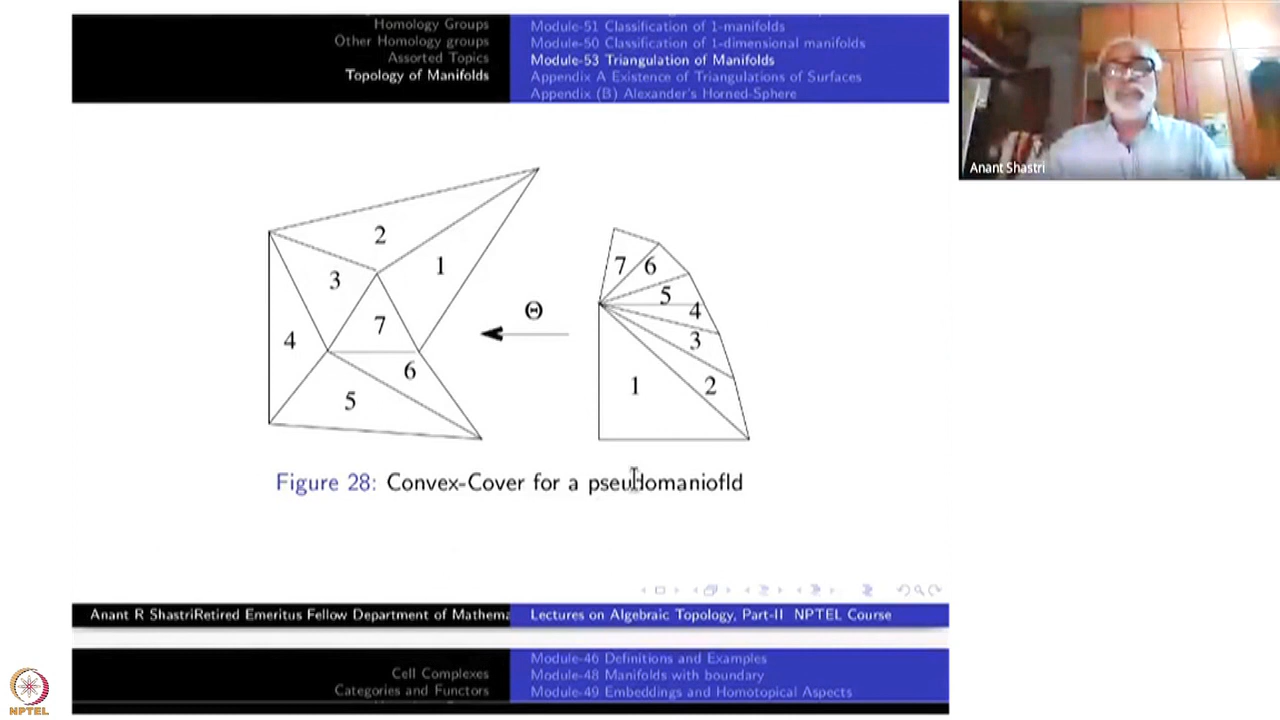 Homology Groups
Other Homology groups
Assorted Topics
Topology of Manifolds
Module-51 Classification of 1-manifolds
Module-50 Classification of 1-dimensional manifolds
Module-53 Triangulation of Manifolds
Appendix A Existence of Triangulations of Surfaces
Appendix (B) Alexander's Horned-Sphere
Anant Shastri
2
1
3
7
4
6
5
Θ
7
6
5
4
3
1
2
Figure 28: Convex-Cover for a pseudomaniofld
Anant R ShastriRetired Emeritus Fellow Department of Mathema
Lectures on Algebraic Topology, Part-II NPTEL Course
Cell Complexes
Categories and Functors
Module-46 Definitions and Examples
Module-48 Manifolds with boundary
Module-49 Embeddings and Homotopical Aspects
NPTEL